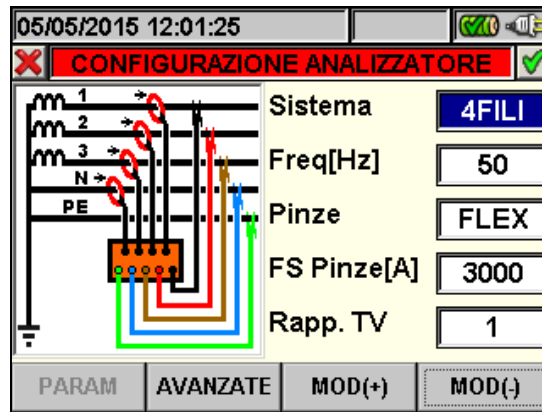 05/05/2015 12:01:25
CONFIGURAZIONE ANALIZZATORE
1
2
3
N
PE
Sistema 4FILI
Freq[Hz] 50
Pinze FLEX
FS Pinze[A] 3000
Rapp. TV 1
PARAM AVANZATE MOD(+) MOD(-)